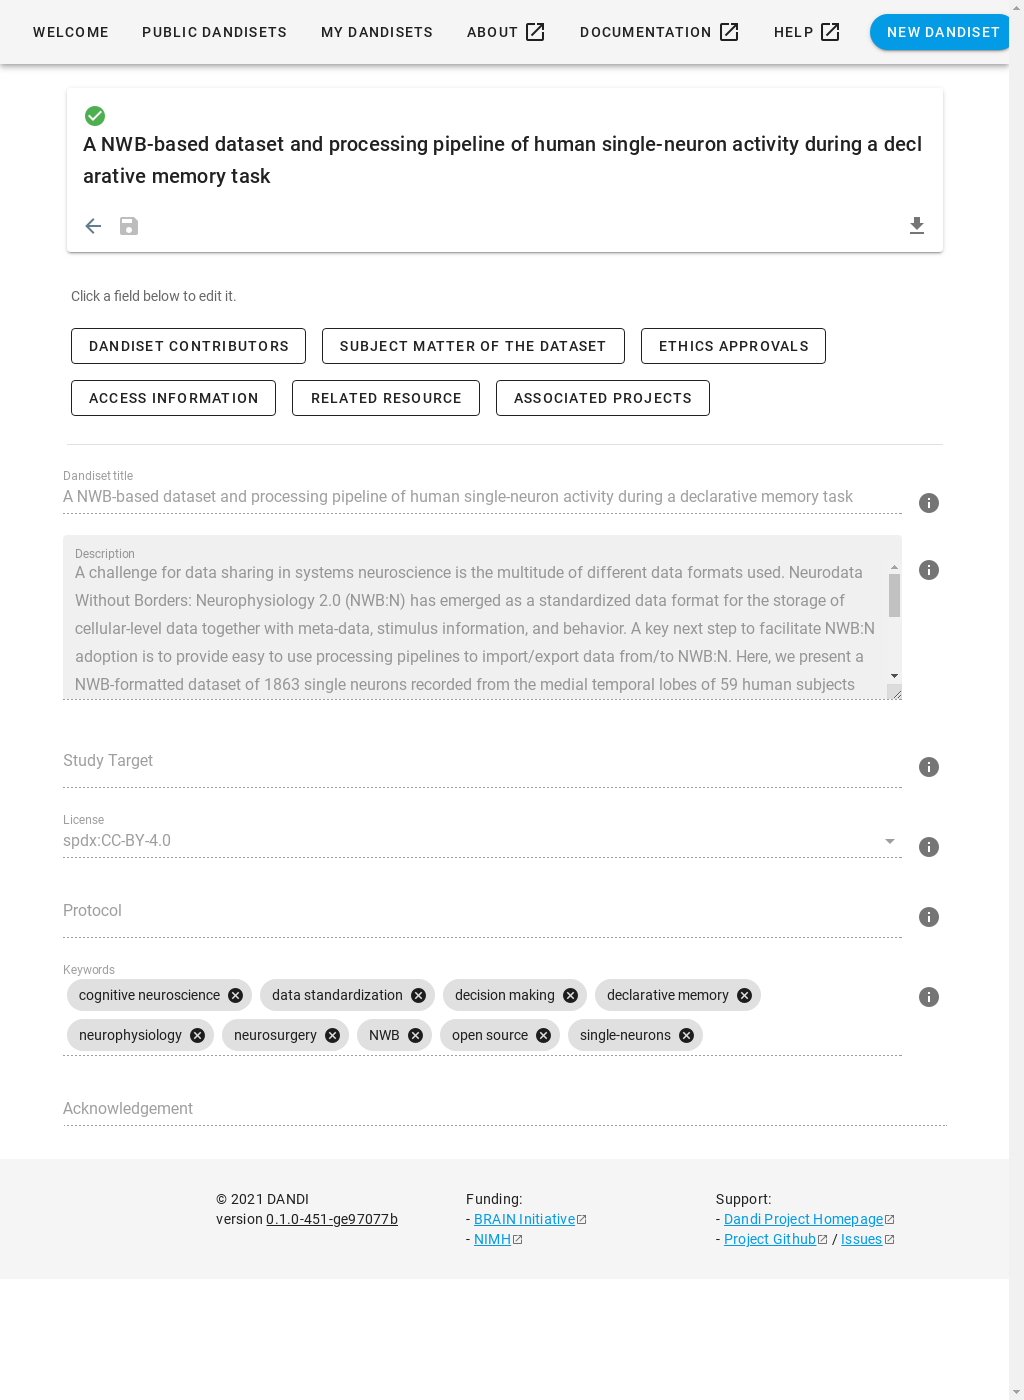 WELCOME PUBLIC DANDISETS MY DANDISETS ABOUT DOCUMENTATION HELP NEW DANDISET
A NWB-based dataset and processing pipeline of human single-neuron activity during a decl
arative memory task
Click a field below to edit it.
DANDISET CONTRIBUTORS SUBJECT MATTER OF THE DATASET ETHICS APPROVALS
ACCESS INFORMATION RELATED RESOURCE ASSOCIATED PROJECTS
Dandiset title
A NWB-based dataset and processing pipeline of human single-neuron activity during a declarative memory task
Description
A challenge for data sharing in systems neuroscience is the multitude of different data formats used. Neurodata
Without Borders: Neurophysiology 2.0 (NWB:N) has emerged as a standardized data format for the storage of
cellular-level data together with meta-data, stimulus information, and behavior. A key next step to facilitate NWB:N
adoption is to provide easy to use processing pipelines to import/export data from/to NWB:N. Here, we present a
NWB-formatted dataset of 1863 single neurons recorded from the medial temporal lobes of 59 human subjects
Study Target
License
spdx:CC-BY-4.0
Protocol
Keywords
cognitive neuroscience data standardization decision making declarative memory
neurophysiology neurosurgery NWB open source single-neurons
Acknowledgement
© 2021 DANDI Funding: Support:
version 0.1.0-451-ge97077b - BRAIN Initiative - Dandi Project Homepage
- NIMH - Project Github / Issues